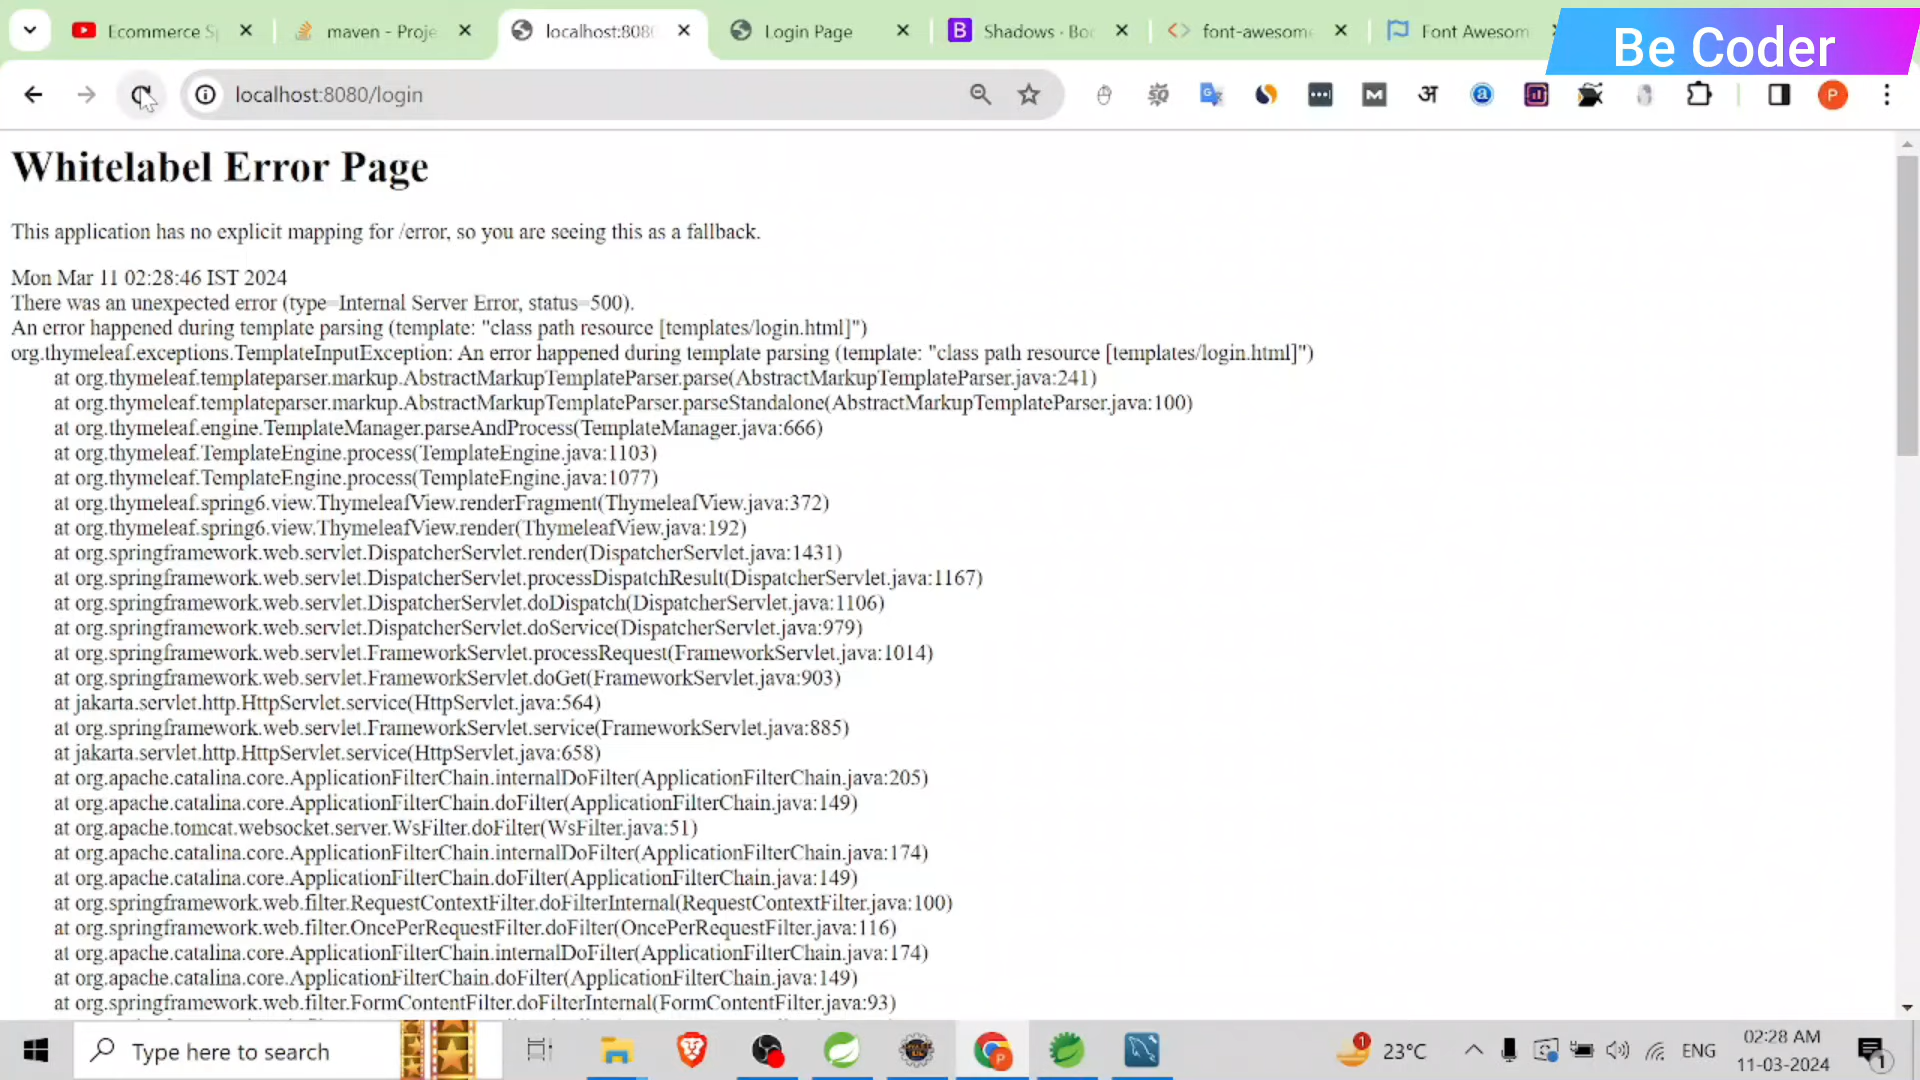 Ecommerce Sp
maven - Proje
localhost:8080
Login Page
Shadows · Boo
font-awesome
Font Awesom
Be Coder
localhost:8080/login
Whitelabel Error Page
This application has no explicit mapping for /error, so you are seeing this as a fallback.
Mon Mar 11 02:28:46 IST 2024
There was an unexpected error (type=Internal Server Error, status=500).
An error happened during template parsing (template: "class path resource [templates/login.html]")
org.thymeleaf.exceptions.TemplateInputException: An error happened during template parsing (template: "class path resource [templates/login.html]")
at org.thymeleaf.templateparser.markup.AbstractMarkupTemplateParser.parse(AbstractMarkupTemplateParser.java:241)
at org.thymeleaf.templateparser.markup.AbstractMarkupTemplateParser.parseStandalone(AbstractMarkupTemplateParser.java:100)
at org.thymeleaf.engine.TemplateManager.parseAndProcess(TemplateManager.java:666)
at org.thymeleaf.TemplateEngine.process(TemplateEngine.java:1103)
at org.thymeleaf.TemplateEngine.process(TemplateEngine.java:1077)
at org.thymeleaf.spring6.view.ThymeleafView.renderFragment(ThymeleafView.java:372)
at org.thymeleaf.spring6.view.ThymeleafView.render(ThymeleafView.java:192)
at org.springframework.web.servlet.DispatcherServlet.render(DispatcherServlet.java:1431)
at org.springframework.web.servlet.DispatcherServlet.processDispatchResult(DispatcherServlet.java:1167)
at org.springframework.web.servlet.DispatcherServlet.doDispatch(DispatcherServlet.java:1106)
at org.springframework.web.servlet.DispatcherServlet.doService(DispatcherServlet.java:979)
at org.springframework.web.servlet.FrameworkServlet.processRequest(FrameworkServlet.java:1014)
at org.springframework.web.servlet.FrameworkServlet.doGet(FrameworkServlet.java:903)
at jakarta.servlet.http.HttpServlet.service(HttpServlet.java:564)
at org.springframework.web.servlet.FrameworkServlet.service(FrameworkServlet.java:885)
at jakarta.servlet.http.HttpServlet.service(HttpServlet.java:658)
at org.apache.catalina.core.ApplicationFilterChain.internalDoFilter(ApplicationFilterChain.java:205)
at org.apache.catalina.core.ApplicationFilterChain.doFilter(ApplicationFilterChain.java:149)
at org.apache.tomcat.websocket.server.WsFilter.doFilter(WsFilter.java:51)
at org.apache.catalina.core.ApplicationFilterChain.internalDoFilter(ApplicationFilterChain.java:174)
at org.apache.catalina.core.ApplicationFilterChain.doFilter(ApplicationFilterChain.java:149)
at org.springframework.web.filter.RequestContextFilter.doFilterInternal(RequestContextFilter.java:100)
at org.springframework.web.filter.OncePerRequestFilter.doFilter(OncePerRequestFilter.java:116)
at org.apache.catalina.core.ApplicationFilterChain.internalDoFilter(ApplicationFilterChain.java:174)
at org.apache.catalina.core.ApplicationFilterChain.doFilter(ApplicationFilterChain.java:149)
at org.springframework.web.filter.FormContentFilter.doFilterInternal(FormContentFilter.java:93)
Type here to search
23°C
ENG
02:28 AM
11-03-2024